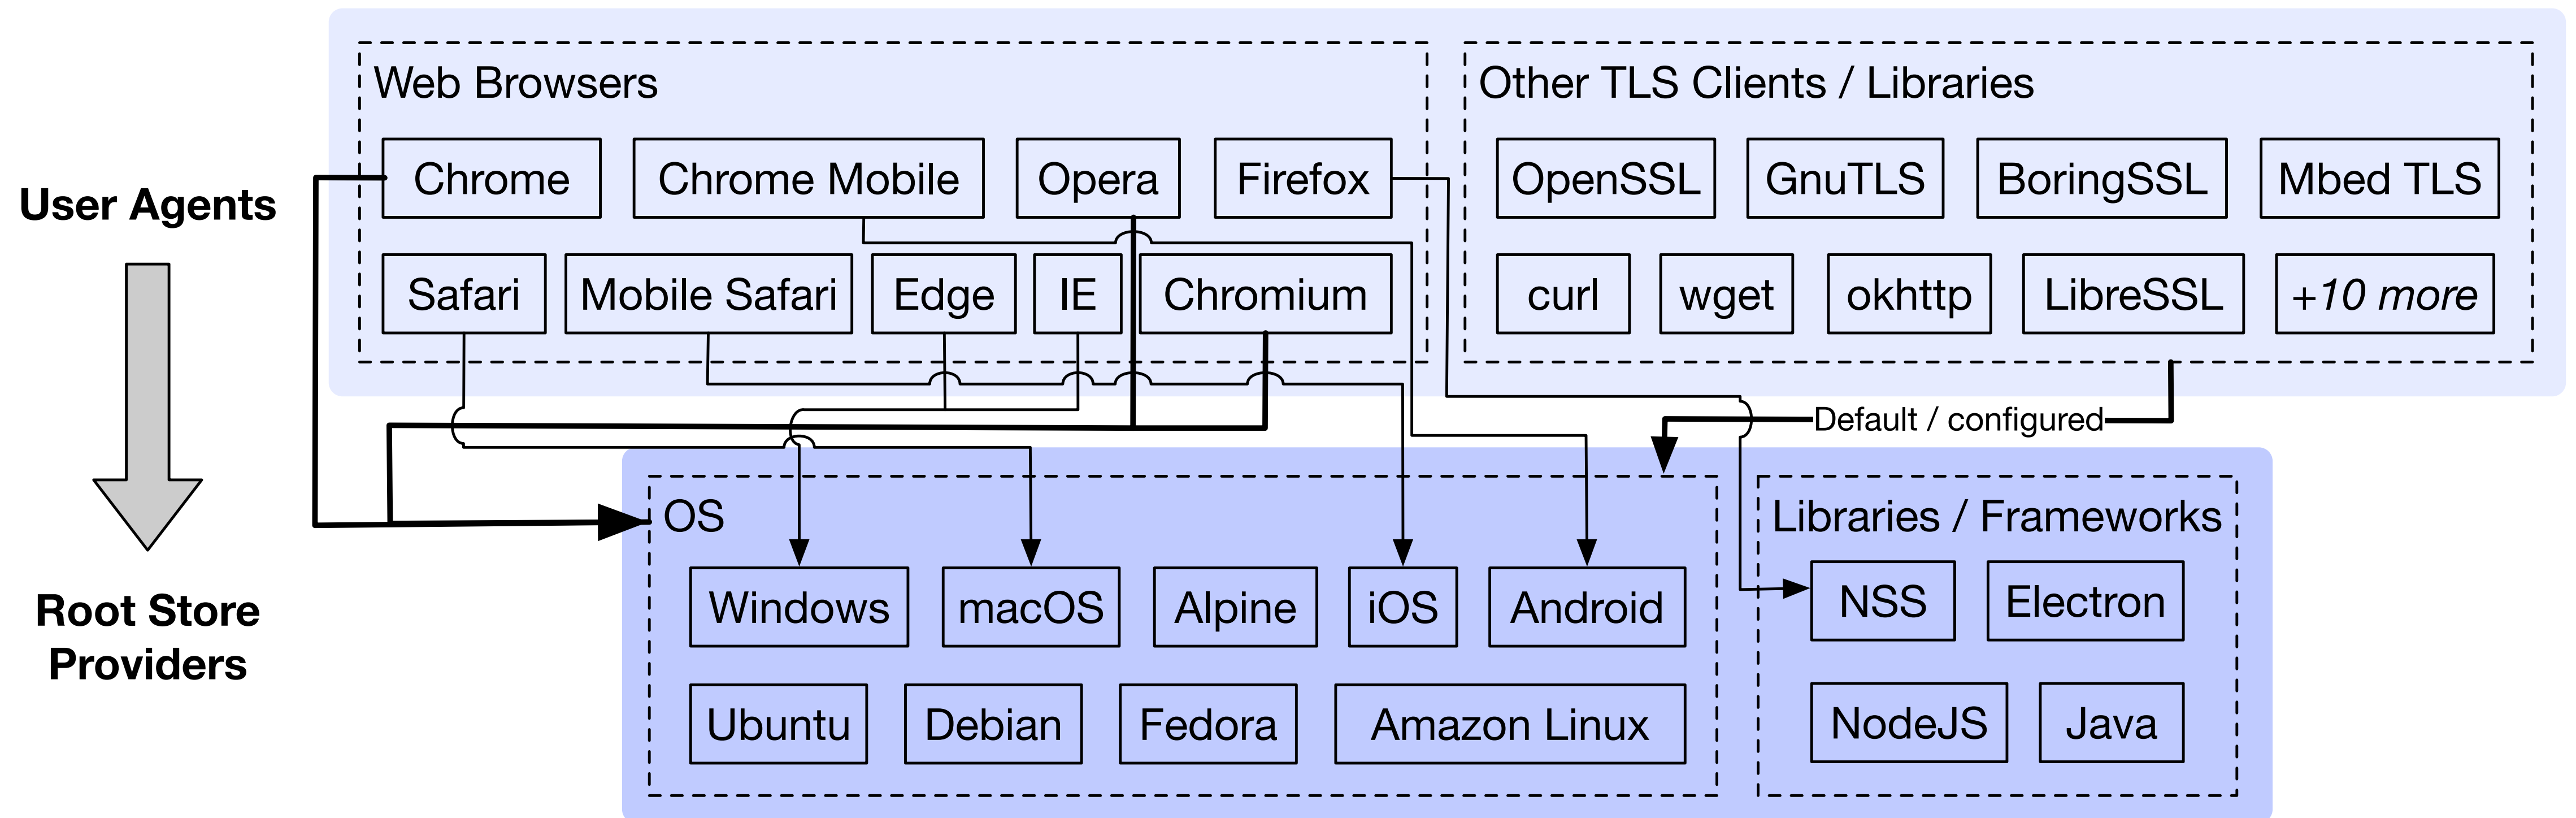 Web Browsers
Other TLS Clients / Libraries
Chrome
Chrome Mobile
Opera
Firefox
OpenSSL
GnuTLS
BoringSSL
Mbed TLS
User Agents
Safari
Mobile Safari
Edge
IE
Chromium
curl
wget
okhttp
LibreSSL
+10 more
Default / configured
OS
Libraries / Frameworks
Windows
macOS
Alpine
iOS
Android
NSS
Electron
Root Store
Providers
Ubuntu
Debian
Fedora
Amazon Linux
NodeJS
Java